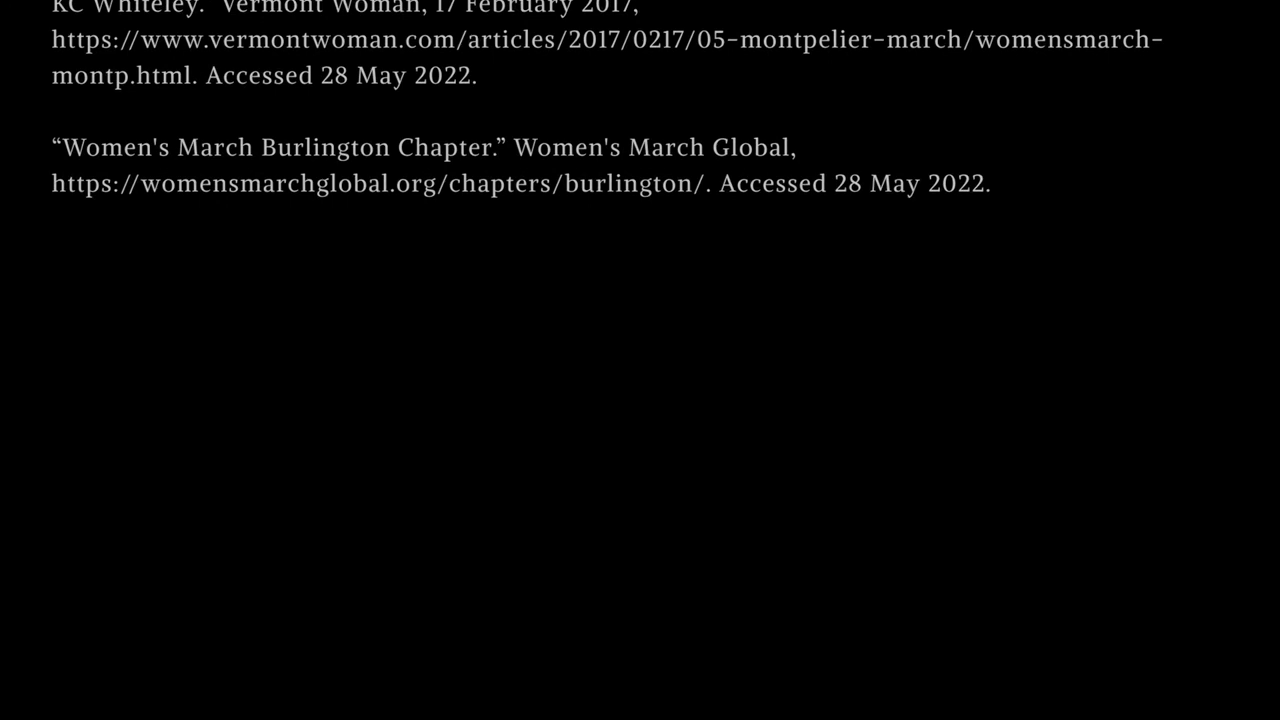 KC Whiteley." Vermont Woman, 17 February 2017,
https://www.vermontwoman.com/articles/2017/0217/05-montpelier-march/womensmarch-
montp.html. Accessed 28 May 2022.
“Women's March Burlington Chapter.” Women's March Global,
https://womensmarchglobal.org/chapters/burlington/. Accessed 28 May 2022.